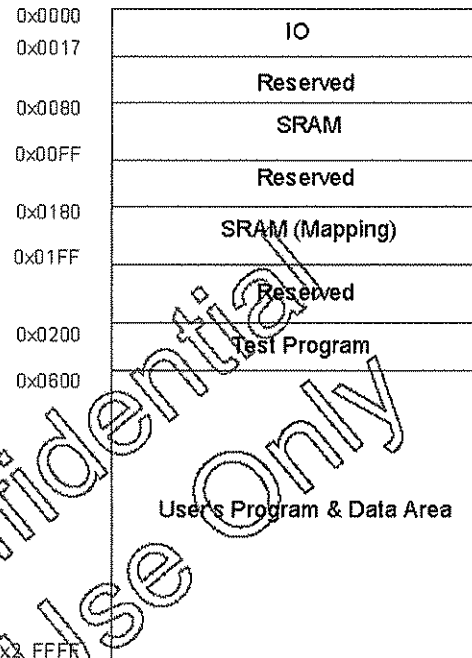 0x0000
IO
0x0017
Reserved
0x0080
SRAM
0x00FF
Reserved
0x0180
SRAM (Mapping)
0x01FF
Reserved
0x0200
Test Program
0x0600
User's Program & Data Area
Use Only
FFFF